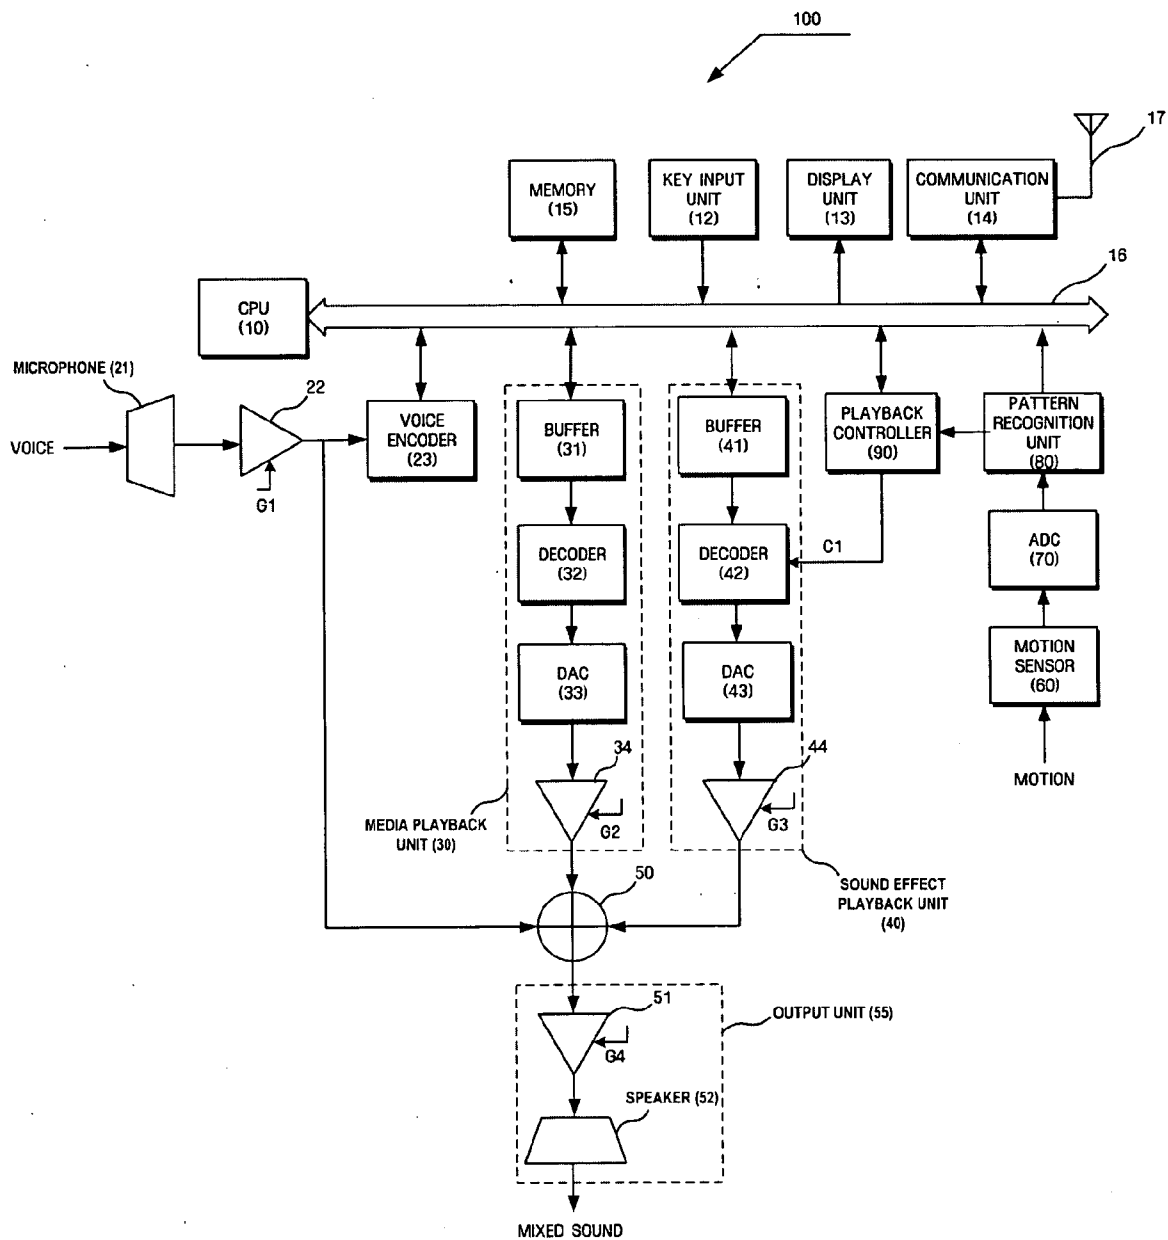 100
17
MEMORY
(15)
KEY INPUT
UNIT
(12)
DISPLAY
UNIT
(13)
COMMUNICATION
UNIT
(14)
16
CPU
(10)
MICROPHONE (21)
22
VOICE
G1
VOICE
ENCODER
(23)
BUFFER
(31)
BUFFER
(41)
PLAYBACK
CONTROLLER
(90)
PATTERN
RECOGNITION
UNIT
(80)
DECODER
(32)
DECODER
(42)
C1
ADC
(70)
DAC
(33)
DAC
(43)
MOTION
SENSOR
(60)
34
44
MOTION
G2
G3
MEDIA PLAYBACK
UNIT (30)
50
SOUND EFFECT
PLAYBACK UNIT
(40)
51
G4
OUTPUT UNIT (55)
SPEAKER (52)
MIXED SOUND